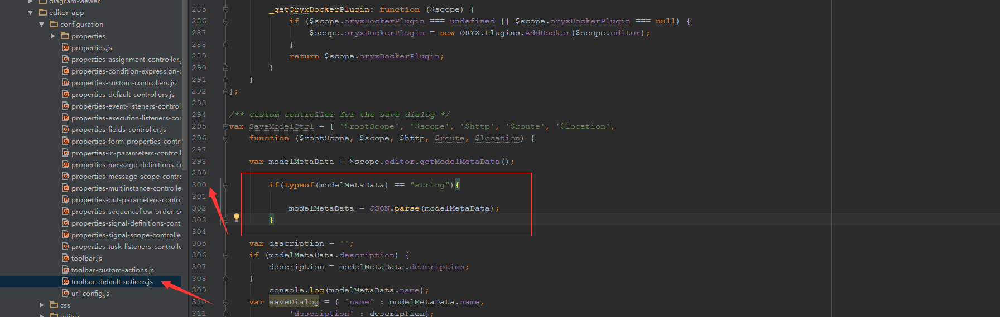 diagram-viewer
editor-app
configuration
properties
properties.js
properties-assignment-controller.
properties-condition-expression-c
properties-custom-controllers.js
properties-default-controllers.js
properties-event-listeners-control
properties-execution-listeners-cor
properties-fields-controller.js
properties-form-properties-contr
properties-in-parameters-controll
properties-message-definitions-cc
properties-message-scope-contro
properties-multiinstance-controlle
properties-out-parameters-contro
properties-sequenceflow-order-cc
properties-signal-definitions-cont
properties-signal-scope-controlle
properties-task-listeners-controlle
toolbar.js
toolbar-custom-actions.js
toolbar-default-actions.js
url-config.js
css
editor
285 _getOryxDockerPlugin: function ($scope) {
286 if ($scope.oryxDockerPlugin === undefined || $scope.oryxDockerPlugin === null) {
287 $scope.oryxDockerPlugin = new ORYX.Plugins.AddDocker($scope.editor);
288 }
289 return $scope.oryxDockerPlugin;
290 }
291 }
292 };
293
294 /** Custom controller for the save dialog */
295 var SaveModelCtrl = [ '$rootScope', '$scope', '$http', '$route', '$location',
296 function ($rootScope, $scope, $http, $route, $location) {
297
298 var modelMetaData = $scope.editor.getModelMetaData();
299
300 if(typeof(modelMetaData) == "string"){
301
302 modelMetaData = JSON.parse(modelMetaData);
303 }
304
305 var description = '';
306 if (modelMetaData.description) {
307 description = modelMetaData.description;
308 }
309 console.log(modelMetaData.name);
310 var saveDialog = { 'name' : modelMetaData.name,
311 'description' : description};